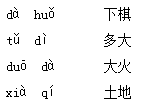 dà huǒ 下棋
tǔ dì 多大
duō dà 大火
xià qí 土地